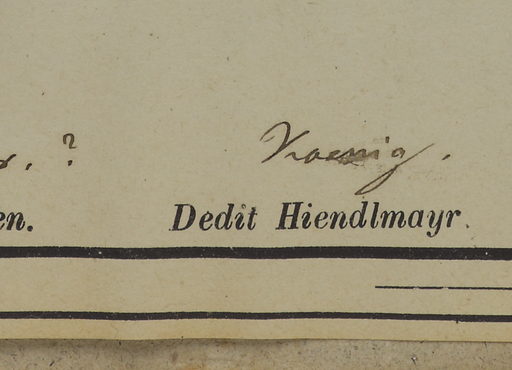 . ?
Koenig.
en.
Dedit Hiendlmayr.